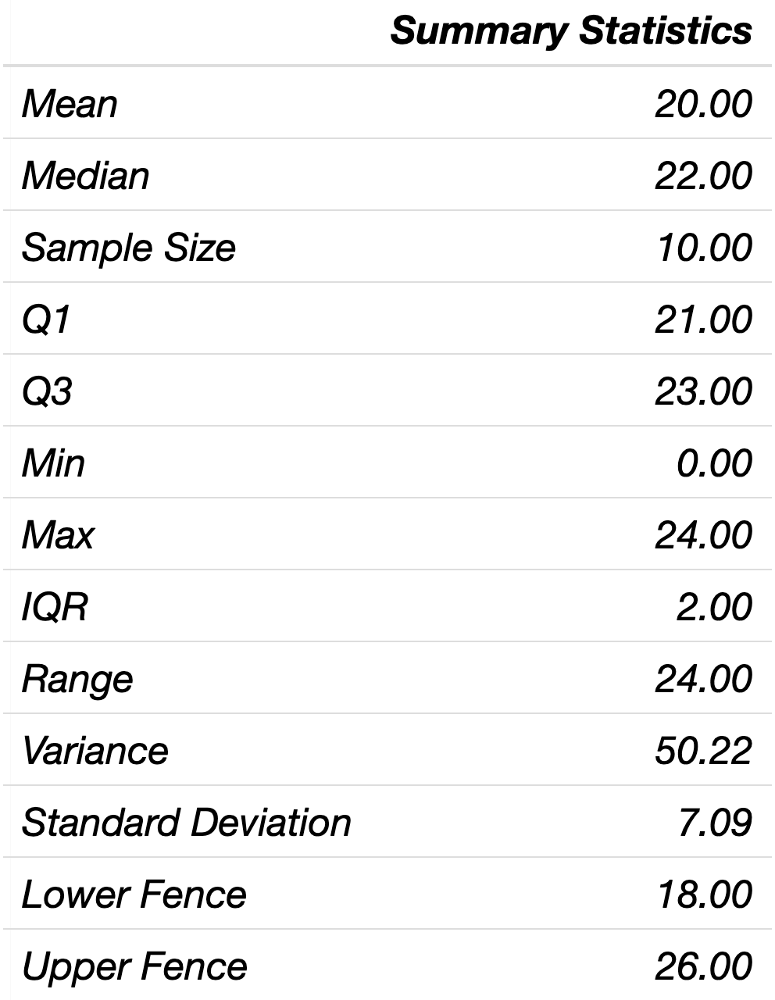 Summary Statistics
Mean 20.00
Median 22.00
Sample Size 10.00
Q1 21.00
Q3 23.00
Min 0.00
Max 24.00
IQR 2.00
Range 24.00
Variance 50.22
Standard Deviation 7.09
Lower Fence 18.00
Upper Fence 26.00